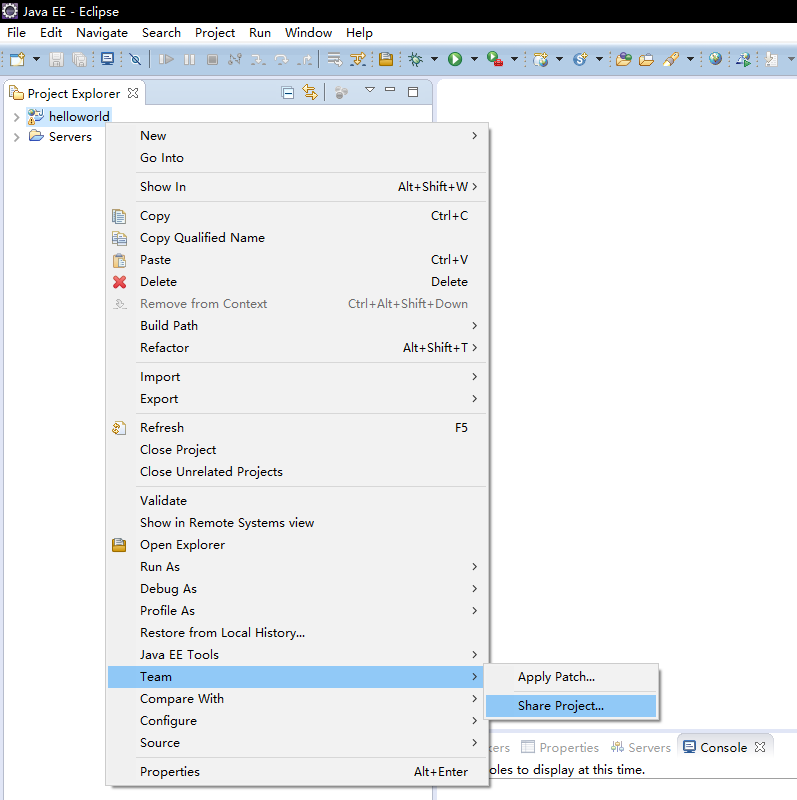 Java EE - Eclipse
File Edit Navigate Search Project Run Window Help
Project Explorer
helloworld
Servers
New
Go Into
Show In Alt+Shift+W
Copy Ctrl+C
Copy Qualified Name
Paste Ctrl+V
Delete Delete
Remove from Context Ctrl+Alt+Shift+Down
Build Path
Refactor Alt+Shift+T
Import
Export
Refresh F5
Close Project
Close Unrelated Projects
Validate
Show in Remote Systems view
Open Explorer
Run As
Debug As
Profile As
Restore from Local History...
Java EE Tools
Team
Compare With
Configure
Source
Properties Alt+Enter
Apply Patch...
Share Project...
Properties Servers Console
to display at this time.